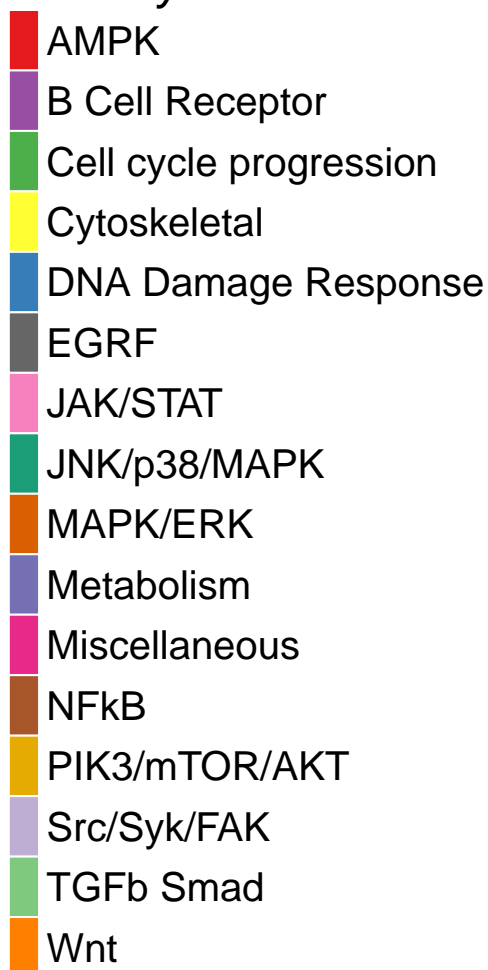 AMPK
B Cell Receptor
Cell cycle progression
Cytoskeletal
DNA Damage Response
EGRF
JAK/STAT
JNK/p38/MAPK
MAPK/ERK
Metabolism
Miscellaneous
NFkB
PIK3/mTOR/AKT
Src/Syk/FAK
TGFb Smad
Wnt